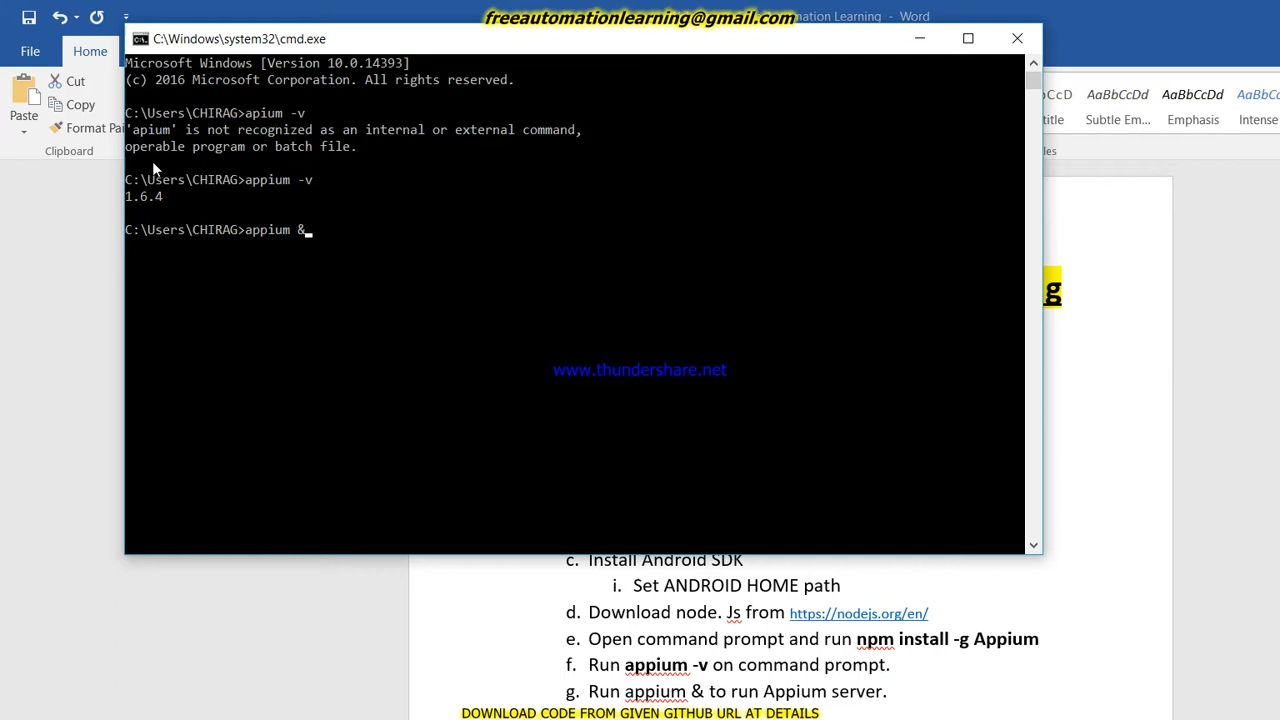 freeautomationlearning@gmail.com
mation Learning - Word
C:\Windows\system32\cmd.exe
File
Home
Cut
Copy
Format Pai
Paste
Clipboard
Microsoft Windows [Version 10.0.14393]
(c) 2016 Microsoft Corporation. All rights reserved.
C:\Users\CHIRAG>apium -v
'apium' is not recognized as an internal or external command,
operable program or batch file.
C:\Users\CHIRAG>appium -v
1.6.4
C:\Users\CHIRAG>appium &
CcD AaBbCcD AaBbCcDd AaBbCcDd AaBbCcDd
itle Subtle Em... Emphasis Intense
les
g
www.thundershare.net
c. Install Android SDK
i. Set ANDROID HOME path
d. Download node. Js from https://nodejs.org/en/
e. Open command prompt and run npm install -g Appium
f. Run appium -v on command prompt.
g. Run appium & to run Appium server.
DOWNLOAD CODE FROM GIVEN GITHUB URL AT DETAILS